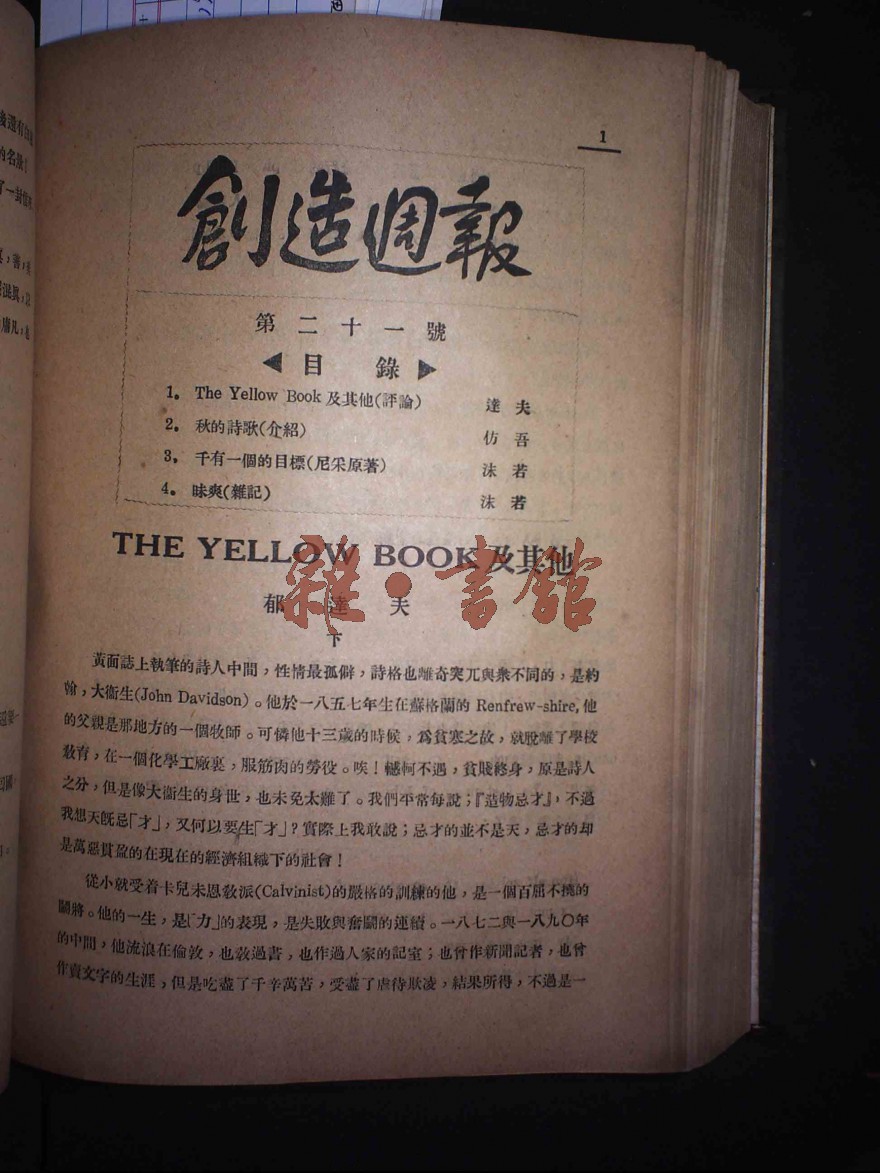 1
創造週報
第二十一號
◀目錄▶
1。 The Yellow Book 及其他(評論) 達夫
2。 秋的詩歌(介紹) 仿吾
3。 千有一個的目標(尼采原著) 沫若
4。 昧爽(雜記) 沫若
THE YELLOW BOOK及其他
雜·書館
郁達夫
下
黃面誌上執筆的詩人中間，性情最孤僻，詩格也離奇突兀與衆不同的，是約
翰，大衞生(John Davidson)。他於一八五七年生在蘇格蘭的 Renfrew-shire, 他
的父親是那地方的一個牧師。可憐他十三歲的時候，爲貧寒之故，就脫離了學校
敎育，在一個化學工廠裏，服筋肉的勞役。唉！轗軻不遇，貧賤終身，原是詩人
之分，但是像大衞生的身世，也未免太難了。我們平常每說；『造物忌才』，不過
我想天旣忌「才」，又何以要生「才」？實際上我敢說；忌才的並不是天，忌才的却
是萬惡貫盈的在現在的經濟組織下的社會！
從小就受着卡兒未恩敎派(Calvinist)的嚴格的訓練的他，是一個百屈不撓的
鬭將。他的一生，是「力」的表現，是失敗與奮鬭的連續。一八七二與一八九〇年
的中間，他流浪在倫敦，也敎過書，也作過人家的記室；也曾作新聞記者，也曾
作賣文字的生涯；但是吃盡了千辛萬苦，受盡了虐待欺凌，結果所得，不過是一